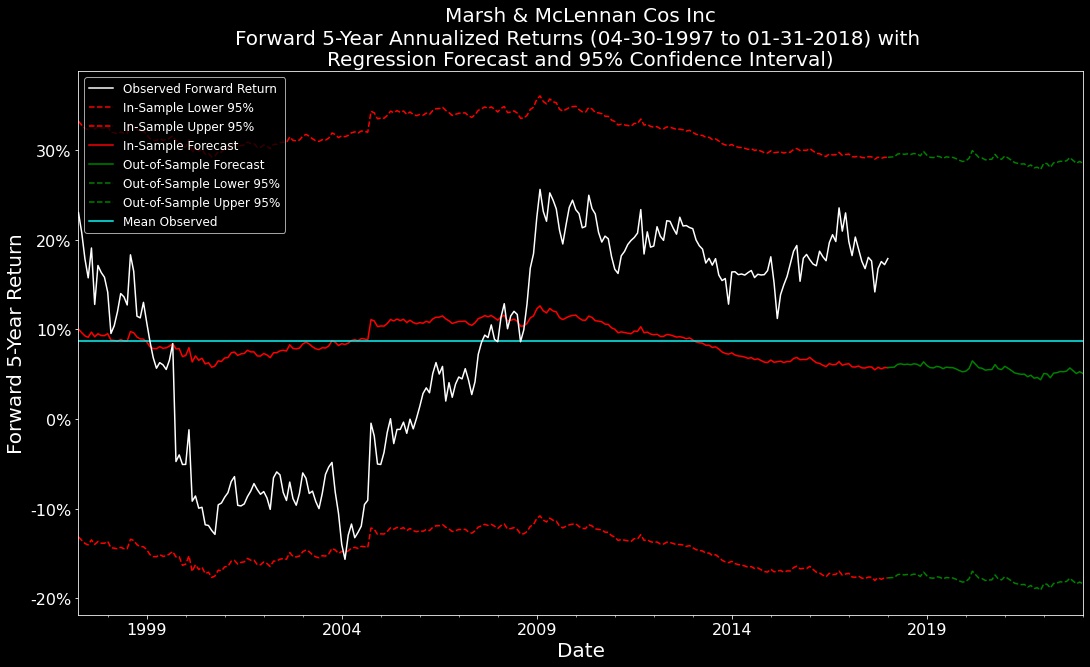 Marsh & McLennan Cos Inc
Forward 5-Year Annualized Returns (04-30-1997 to 01-31-2018) with
Regression Forecast and 95% Confidence Interval)
Observed Forward Return
In-Sample Lower 95%
In-Sample Upper 95%
In-Sample Forecast
Out-of-Sample Forecast
Out-of-Sample Lower 95%
Out-of-Sample Upper 95%
Mean Observed
Forward 5-Year Return
30%
20%
10%
0%
-10%
-20%
1999 2004 2009 2014 2019
Date